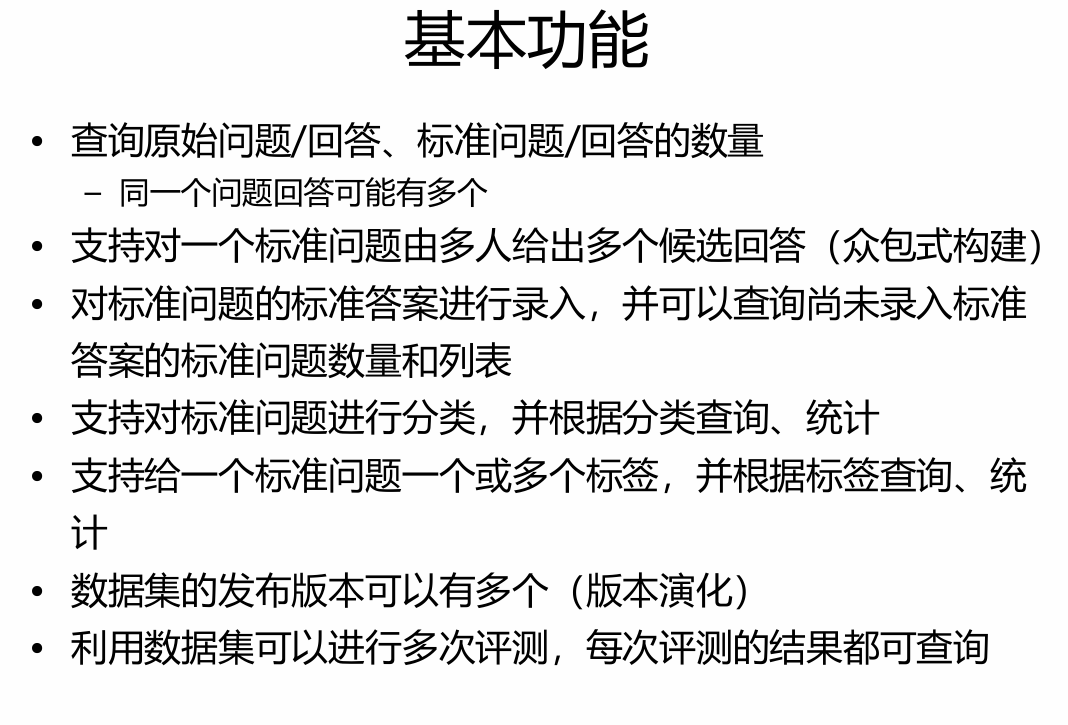 基本功能
• 查询原始问题/回答、标准问题/回答的数量
– 同一个问题回答可能有多个
• 支持对一个标准问题由多人给出多个候选回答（众包式构建）
• 对标准问题的标准答案进行录入，并可以查询尚未录入标准
答案的标准问题数量和列表
• 支持对标准问题进行分类，并根据分类查询、统计
• 支持给一个标准问题一个或多个标签，并根据标签查询、统
计
• 数据集的发布版本可以有多个（版本演化）
• 利用数据集可以进行多次评测，每次评测的结果都可查询